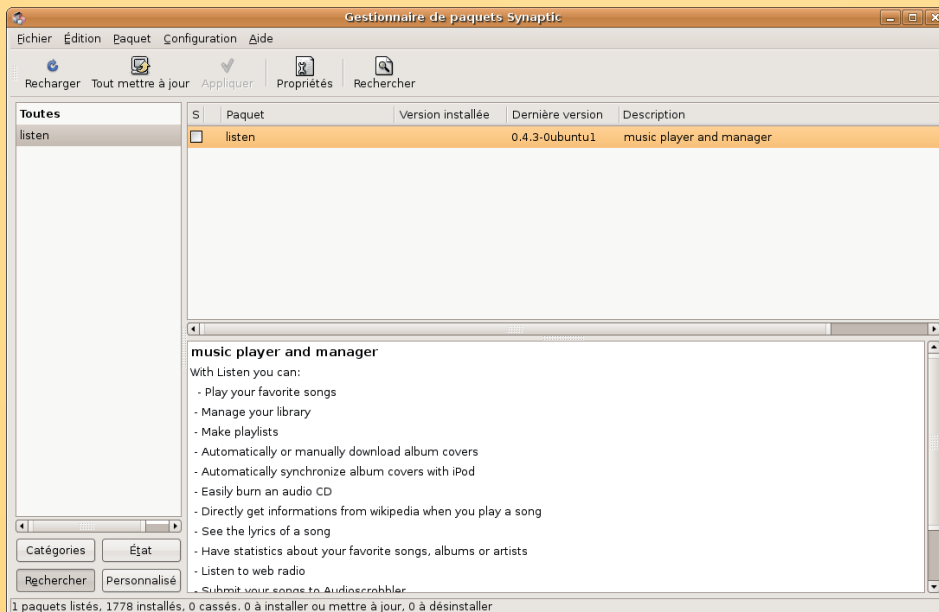 Gestionnaire de paquets Synaptic
Fichier Édition Paquet Configuration Aide
Recharger Tout mettre à jour Appliquer Propriétés Rechercher
Toutes
listen
S Paquet Version installée Dernière version Description
listen 0.4.3-0ubuntu1 music player and manager
music player and manager
With Listen you can:
- Play your favorite songs
- Manage your library
- Make playlists
- Automatically or manually download album covers
- Automatically synchronize album covers with iPod
- Easily burn an audio CD
- Directly get informations from wikipedia when you play a song
- See the lyrics of a song
- Have statistics about your favorite songs, albums or artists
- Listen to web radio
- Submit your songs to Audioscrobbler
Catégories État
Rechercher Personnalisé
1 paquets listés, 1778 installés, 0 cassés. 0 à installer ou mettre à jour, 0 à désinstaller